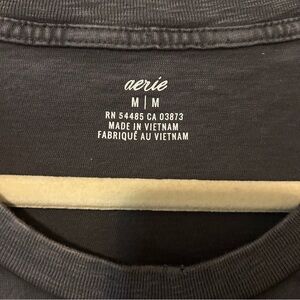 aerie
M | M
RN 54485 CA 03873
MADE IN VIETNAM
FABRIQUÉ AU VIETNAM